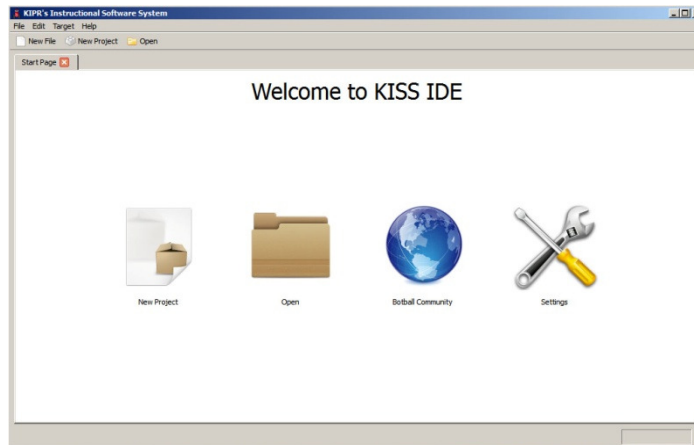 KIPR's Instructional Software System
File Edit Target Help
New File New Project Open
Start Page
Welcome to KISS IDE
New Project Open Botball Community Settings